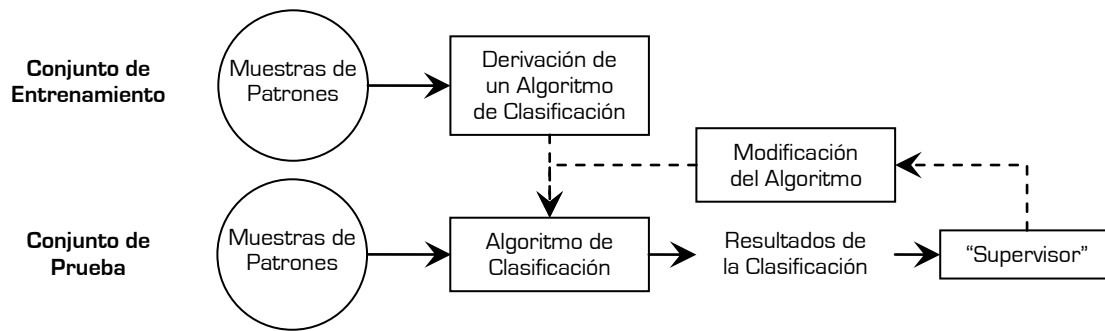 Conjunto de
Entrenamiento
Muestras de
Patrones
Derivación de
un Algoritmo
de Clasificación
Modificación
del Algoritmo
Conjunto de
Prueba
Muestras de
Patrones
Algoritmo de
Clasificación
Resultados de
la Clasificación
“Supervisor”